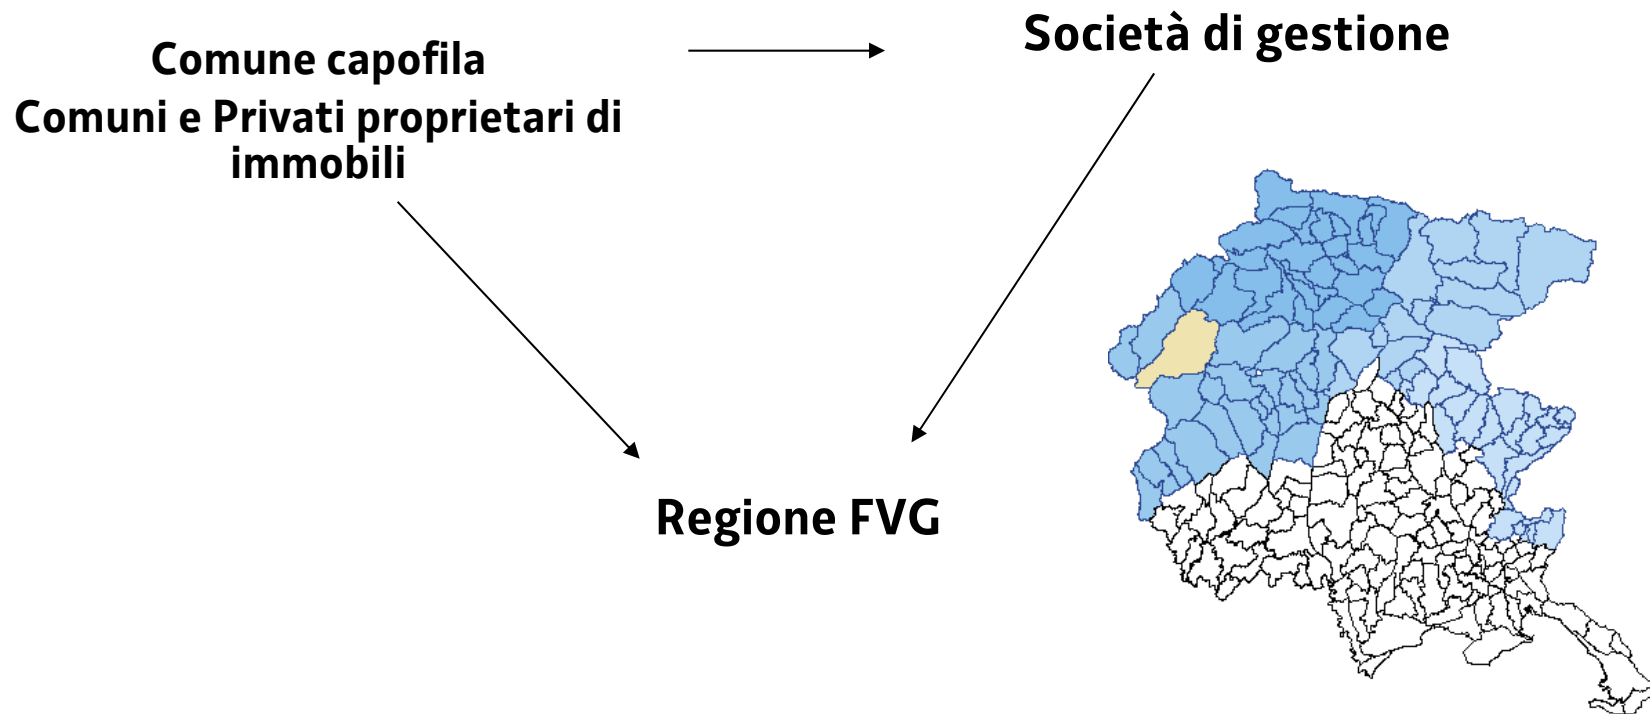 Comune capofila
Comuni e Privati proprietari di
immobili
Società di gestione
Regione FVG